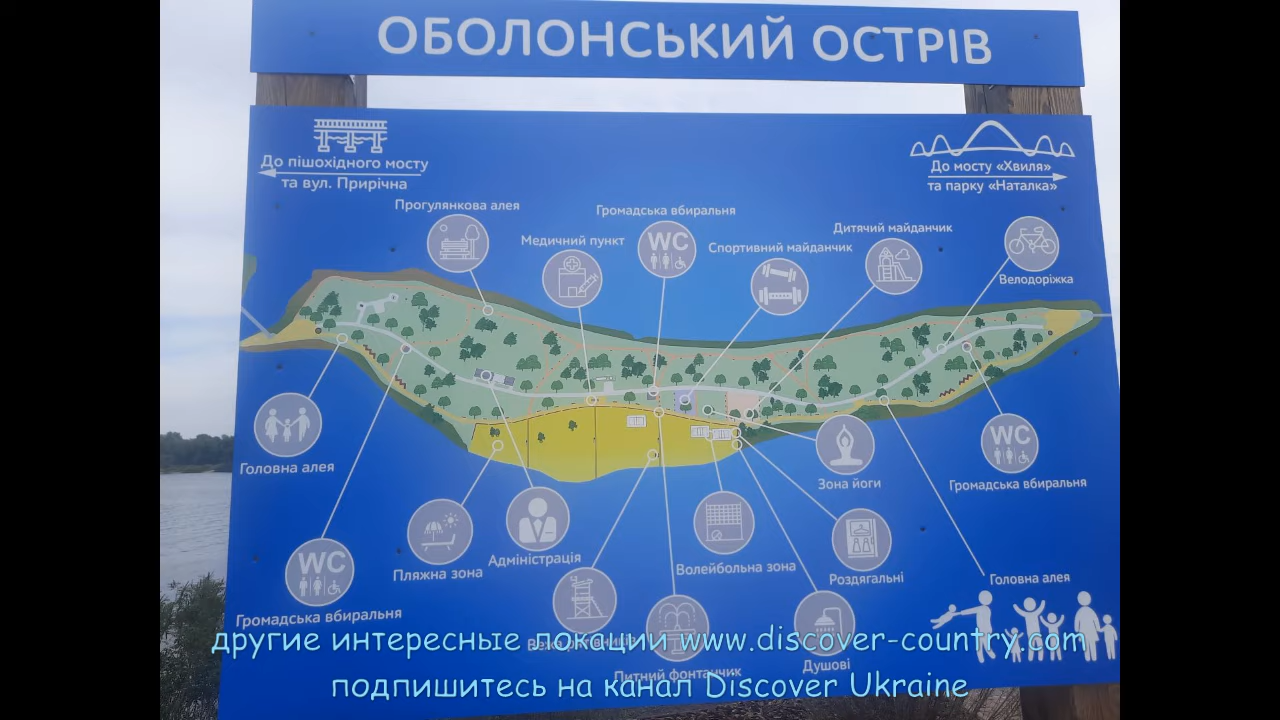 ОБОЛОНСЬКИЙ ОСТРІВ
До пішохідного мосту
та вул. Прирічна
До мосту «Хвиля»
та парку «Наталка»
Прогулянкова алея
Медичний пункт
Громадська вбиральня
WC
Спортивний майданчик
Дитячий майданчик
Велодоріжка
Головна алея
WC
Громадська вбиральня
Пляжна зона
Адміністрація
Волейбольна зона
Зона йоги
Роздягальні
WC
Громадська вбиральня
Головна алея
Питний фонтанчик
Душові
другие интересные локации www.discover-country.com
подпишитесь на канал Discover Ukraine